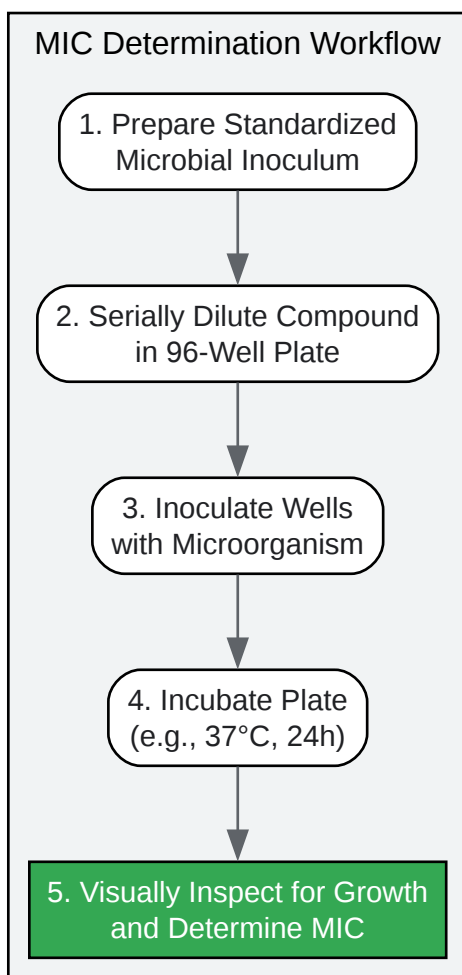 MIC Determination Workflow
1. Prepare Standardized
Microbial Inoculum
2. Serially Dilute Compound
in 96-Well Plate
3. Inoculate Wells
with Microorganism
4. Incubate Plate
(e.g., 37°C, 24h)
5. Visually Inspect for Growth
and Determine MIC